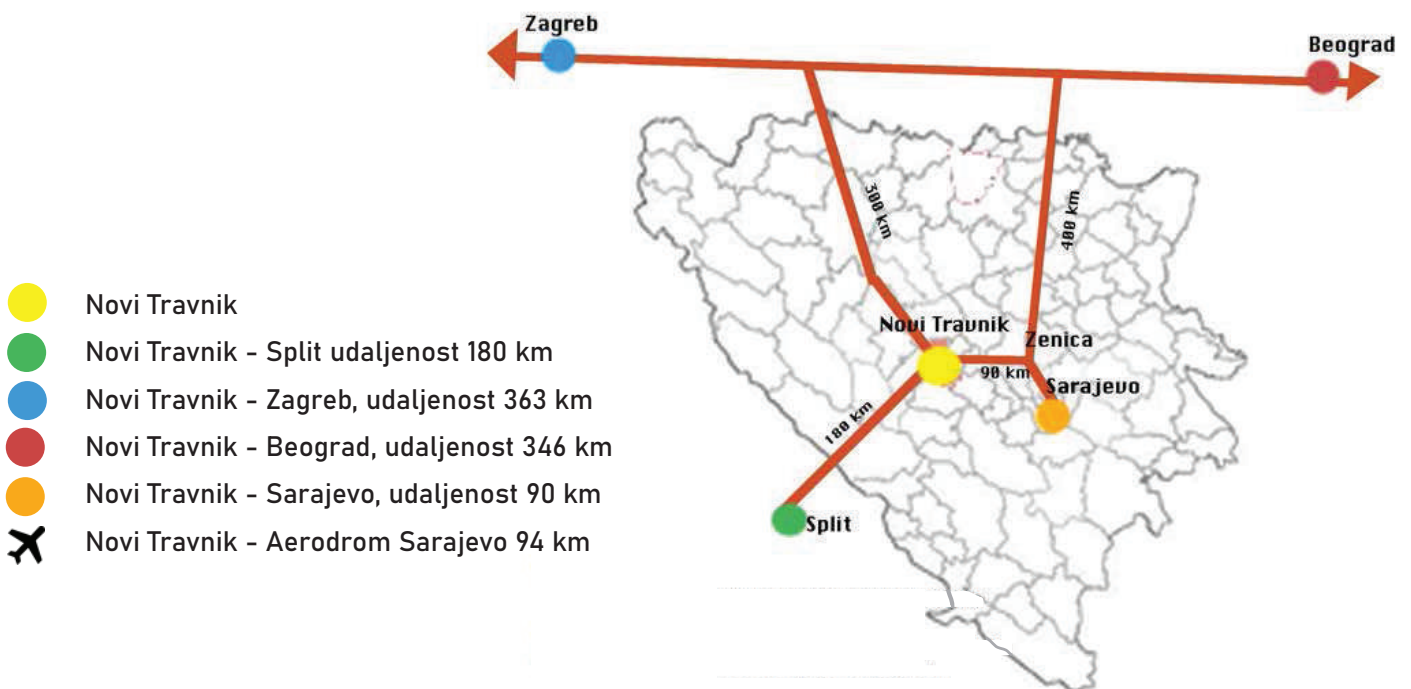 Zagreb
Beograd
300 km
400 km
Novi Travnik
Zenica
90 km
Sarajevo
180 km
Split
Novi Travnik
Novi Travnik - Split udaljenost 180 km
Novi Travnik - Zagreb, udaljenost 363 km
Novi Travnik - Beograd, udaljenost 346 km
Novi Travnik - Sarajevo, udaljenost 90 km
Novi Travnik - Aerodrom Sarajevo 94 km